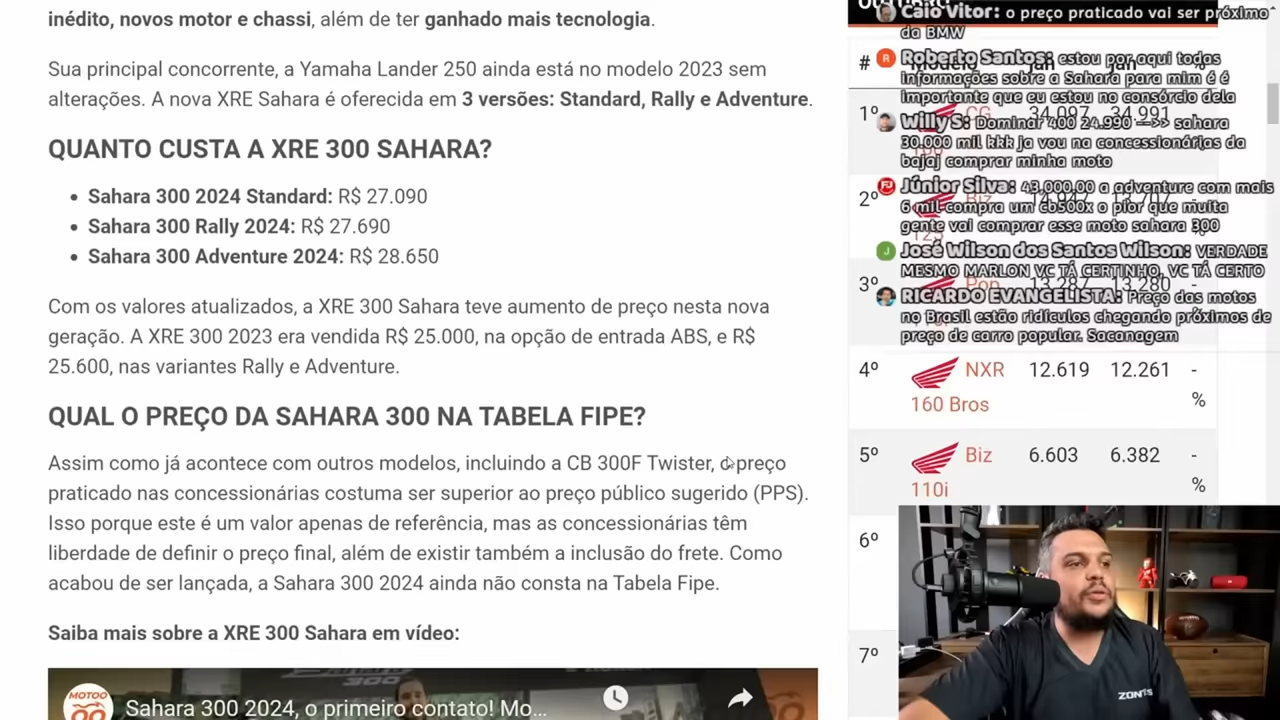 inédito, novos motor e chassi, além de ter ganhado mais tecnologia.
Sua principal concorrente, a Yamaha Lander 250 ainda está no modelo 2023 sem
alterações. A nova XRE Sahara é oferecida em 3 versões: Standard, Rally e Adventure.
QUANTO CUSTA A XRE 300 SAHARA?
• Sahara 300 2024 Standard: R$ 27.090
• Sahara 300 Rally 2024: R$ 27.690
• Sahara 300 Adventure 2024: R$ 28.650
Com os valores atualizados, a XRE 300 Sahara teve aumento de preço nesta nova
geração. A XRE 300 2023 era vendida R$ 25.000, na opção de entrada ABS, e R$
25.600, nas variantes Rally e Adventure.
QUAL O PREÇO DA SAHARA 300 NA TABELA FIPE?
Assim como já acontece com outros modelos, incluindo a CB 300F Twister, o preço
praticado nas concessionárias costuma ser superior ao preço público sugerido (PPS).
Isso porque este é um valor apenas de referência, mas as concessionárias têm
liberdade de definir o preço final, além de existir também a inclusão do frete. Como
acabou de ser lançada, a Sahara 300 2024 ainda não consta na Tabela Fipe.
Saiba mais sobre a XRE 300 Sahara em vídeo:
MOTOO
Sahara 300 2024, o primeiro contato! Mo...
Caio Vitor: o preço praticado vai ser próximo
da BMW
Roberto Santos: estou por aqui todas
informações sobre a Sahara para mim é é
importante que eu estou no consórcio dela
Willy S: Dominar 400 24.990 -->> sahara
30.000 mil kkk ja vou na concessionárias da
bajaj comprar minha moto
Júnior Silva: 43,000,00 a adventure com mais
6 mil compra um cb500x o pior que muita
gente vai comprar esse moto sahara 300
José Wilson dos Santos Wilson: VERDADE
MESMO MARLON VC TÁ CERTINHO, VC TÁ CERTO
RICARDO EVANGELISTA: Preço das motos
no Brasil estão ridículos chegando próximos de
preço de carro popular. Sacanagem
#
1º CG 34.097 34.991
2º Biz
125
3º Pop 13.287 13.280 -
4º NXR 12.619 12.261 -
160 Bros %
5º Biz 6.603 6.382 -
110i %
6º
7º
ZONTES